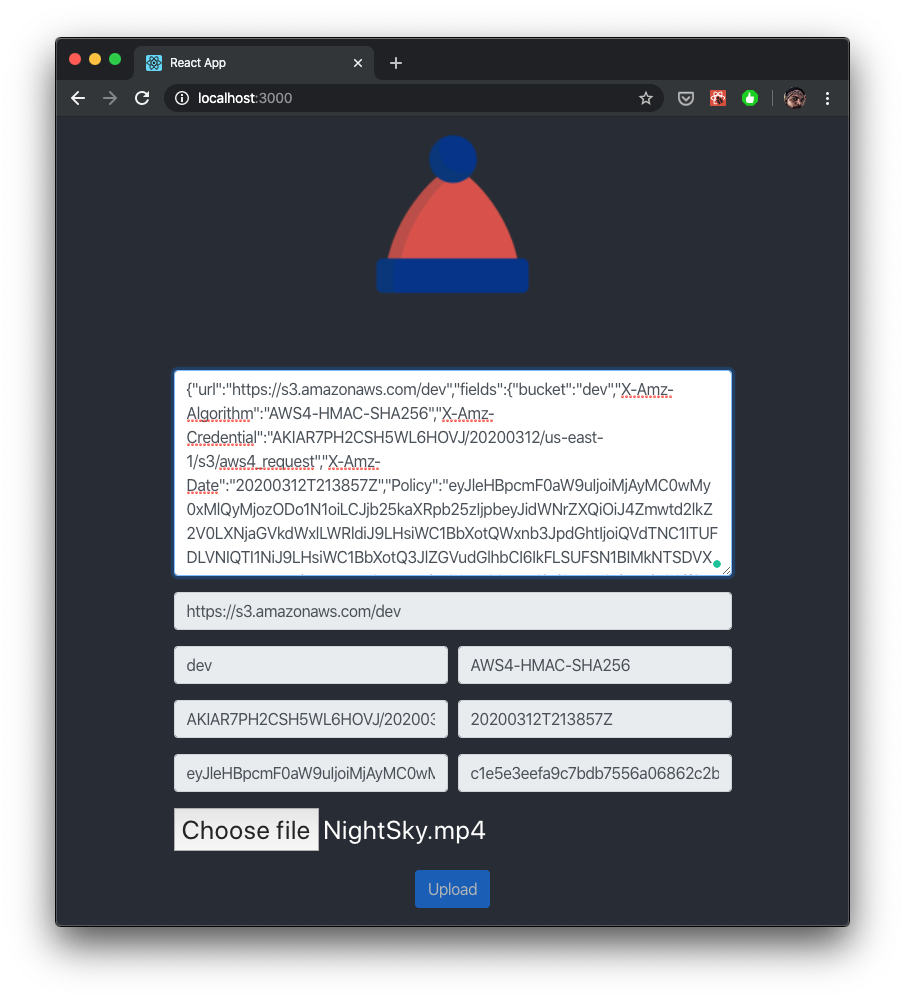 React App
localhost:3000
{"url":"https://s3.amazonaws.com/dev","fields":{"bucket":"dev","X-Amz-
Algorithm":"AWS4-HMAC-SHA256","X-Amz-
Credential":"AKIAR7PH2CSH5WL6HOVJ/20200312/us-east-
1/s3/aws4_request","X-Amz-
Date":"20200312T213857Z","Policy":"eyJleHBpcmF0aW9uIjoiMjAyMC0wMy
https://s3.amazonaws.com/dev
dev
AWS4-HMAC-SHA256
AKIAR7PH2CSH5WL6HOVJ/202003
20200312T213857Z
eyJleHBpcmF0aW9uIjoiMjAyMC0wM
c1e5e3eefa9c7bdb7556a06862c2b
Choose file NightSky.mp4
Upload